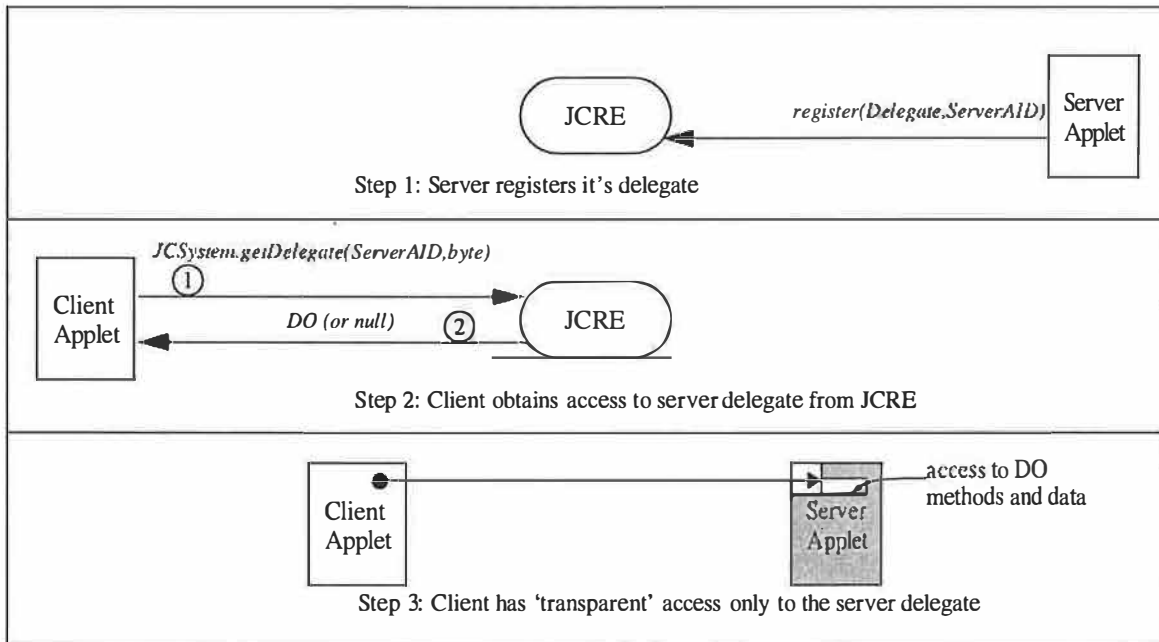 JCRE
register(Delegate,ServerAID)
Server
Applet
Step 1: Server registers it's delegate
JCSystem.getDelegate(ServerAID,byte)
1
Client
Applet
DO (or null)
2
JCRE
Step 2: Client obtains access to server delegate from JCRE
Client
Applet
Server
Applet
access to DO
methods and data
Step 3: Client has ‘transparent’ access only to the server delegate